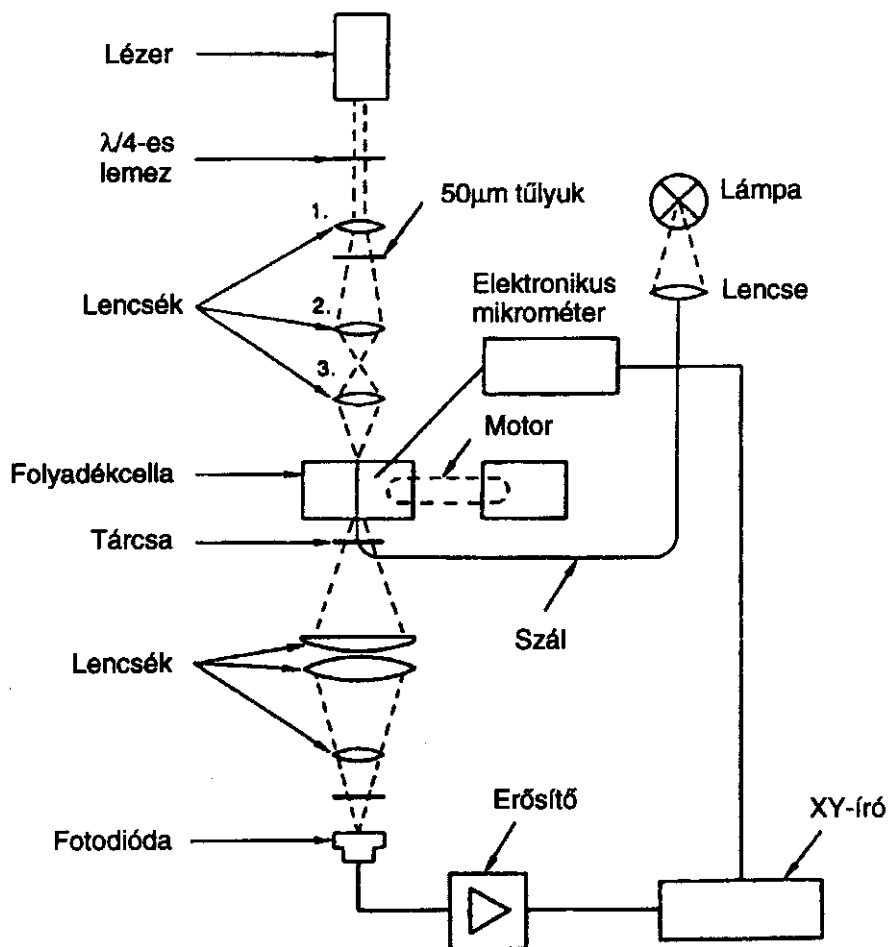 Lézer
λ/4-es
lemez
1.
50μm tűlyuk
Lámpa
Lencsék
2.
Elektronikus
mikrométer
Lencse
3.
Motor
Folyadékcella
Tárcsa
Szál
Lencsék
Erősítő
XY-író
Fotodióda